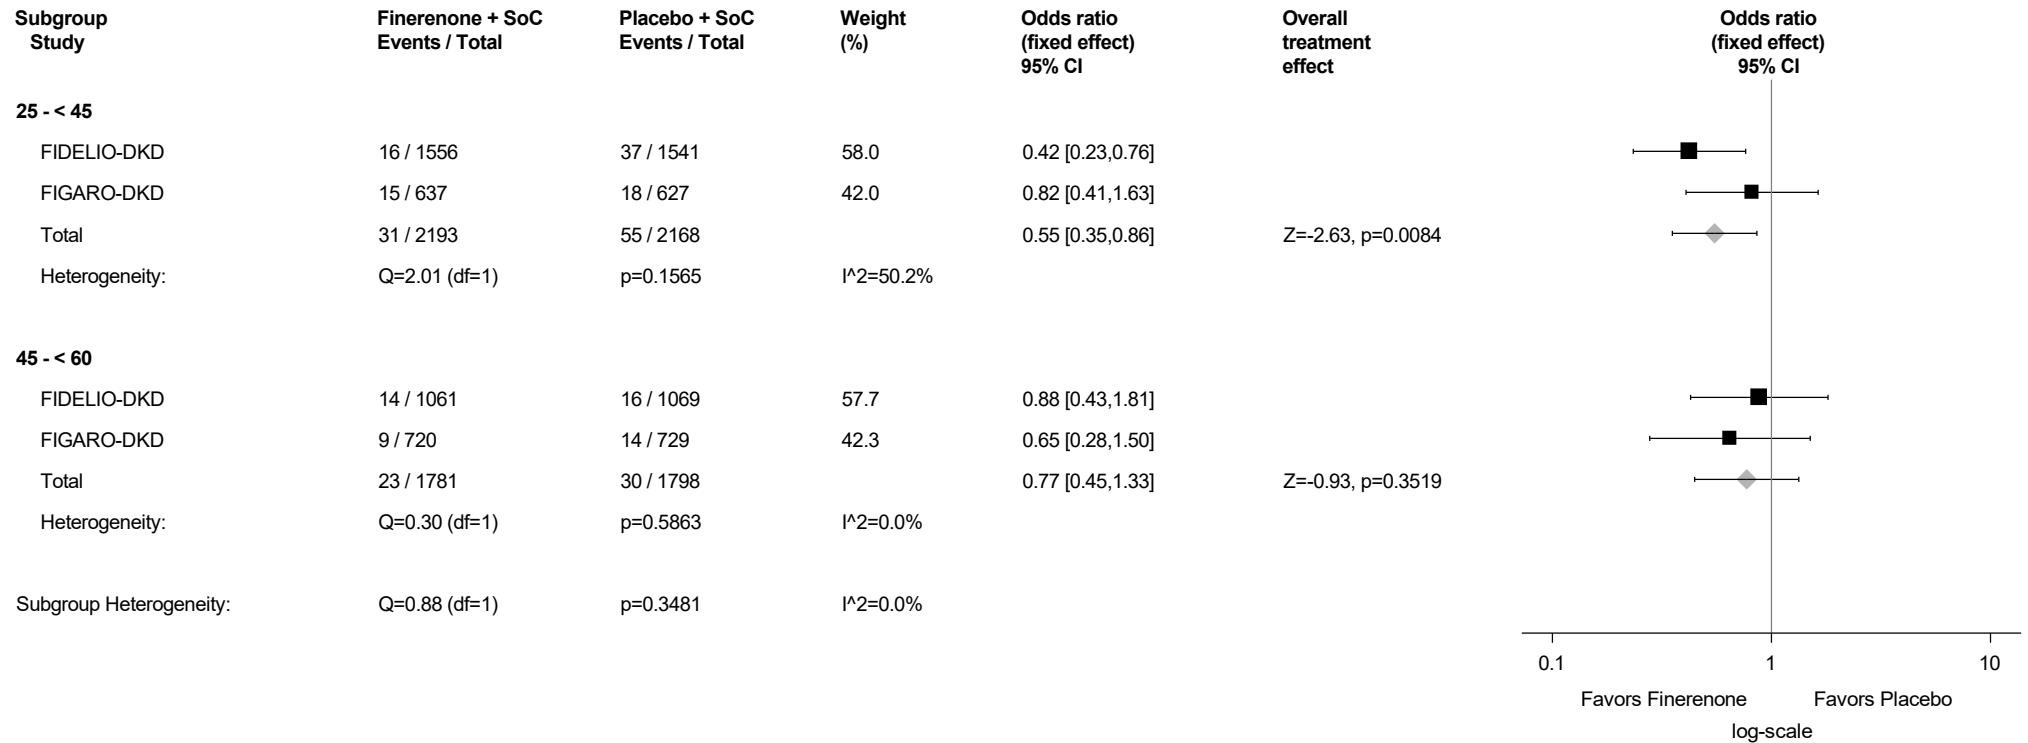 Subgroup Finerenone + SoC Placebo + SoC Weight Odds ratio Overall Odds ratio
Study Events / Total Events / Total (%) (fixed effect) treatment (fixed effect)
95% CI effect 95% CI
25 - < 45
FIDELIO-DKD 16 / 1556 37 / 1541 58.0 0.42 [0.23,0.76]
FIGARO-DKD 15 / 637 18 / 627 42.0 0.82 [0.41,1.63]
Total 31 / 2193 55 / 2168 0.55 [0.35,0.86] Z=-2.63, p=0.0084
Heterogeneity: Q=2.01 (df=1) p=0.1565 I^2=50.2%
45 - < 60
FIDELIO-DKD 14 / 1061 16 / 1069 57.7 0.88 [0.43,1.81]
FIGARO-DKD 9 / 720 14 / 729 42.3 0.65 [0.28,1.50]
Total 23 / 1781 30 / 1798 0.77 [0.45,1.33] Z=-0.93, p=0.3519
Heterogeneity: Q=0.30 (df=1) p=0.5863 I^2=0.0%
Subgroup Heterogeneity: Q=0.88 (df=1) p=0.3481 I^2=0.0%
0.1 1 10
Favors Finerenone Favors Placebo
log-scale